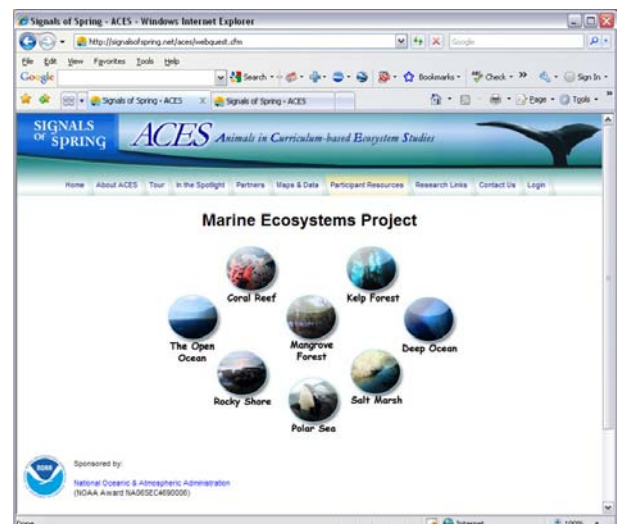 Signals of Spring - ACES - Windows Internet Explorer
http://signalsofspring.net/aces/webquest.cfm
Google
File Edit View Favorites Tools Help
Google Search Bookmarks Check Sign In
Signals of Spring - ACES X Signals of Spring - ACES Page Tools
SIGNALS OF SPRING
ACES Animals in Curriculum-based Ecosystem Studies
Home About ACES Tour In the Spotlight Partners Maps & Data Participant Resources Research Links Contact Us Login
Marine Ecosystems Project
Coral Reef
Kelp Forest
The Open
Ocean
Mangrove
Forest
Deep Ocean
Rocky Shore
Salt Marsh
Polar Sea
NOAA
Sponsored by:
National Oceanic & Atmospheric Administration
(NOAA Award NA06SEC4690006)
Done Internet 100%